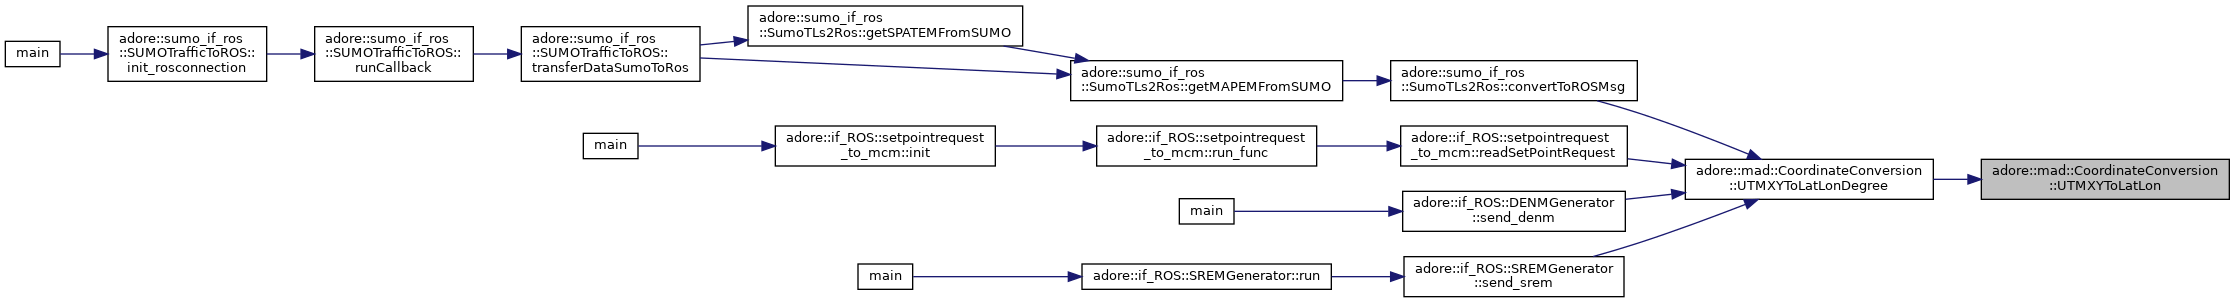 main
adore::sumo_if_ros
::SUMOTrafficToROS::
init_rosconnection
adore::sumo_if_ros
::SUMOTrafficToROS::
runCallback
adore::sumo_if_ros
::SUMOTrafficToROS::
transferDataSumoToRos
adore::sumo_if_ros
::SumoTLs2Ros::getSPATEMFromSUMO
adore::sumo_if_ros
::SumoTLs2Ros::getMAPEMFromSUMO
adore::sumo_if_ros
::SumoTLs2Ros::convertToROSMsg
main
adore::if_ROS::setpointrequest
_to_mcm::init
adore::if_ROS::setpointrequest
_to_mcm::run_func
adore::if_ROS::setpointrequest
_to_mcm::readSetPointRequest
adore::mad::CoordinateConversion
::UTMXYToLatLonDegree
adore::mad::CoordinateConversion
::UTMXYToLatLon
main
adore::if_ROS::DENMGenerator
::send_denm
main
adore::if_ROS::SREMGenerator::run
adore::if_ROS::SREMGenerator
::send_srem